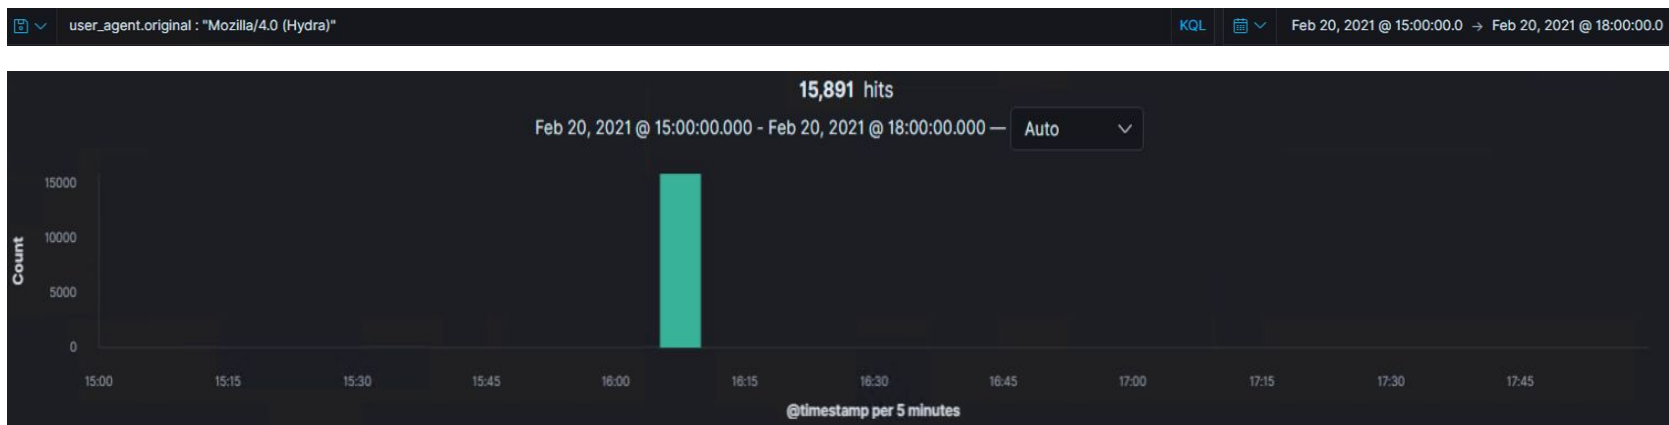 user_agent.original : "Mozilla/4.0 (Hydra)" KQL Feb 20, 2021 @ 15:00:00.0 → Feb 20, 2021 @ 18:00:00.0
15,891 hits
Feb 20, 2021 @ 15:00:00.000 - Feb 20, 2021 @ 18:00:00.000 — Auto
15000
10000
5000
0
Count
15:00 15:15 15:30 15:45 16:00 16:15 16:30 16:45 17:00 17:15 17:30 17:45
@timestamp per 5 minutes